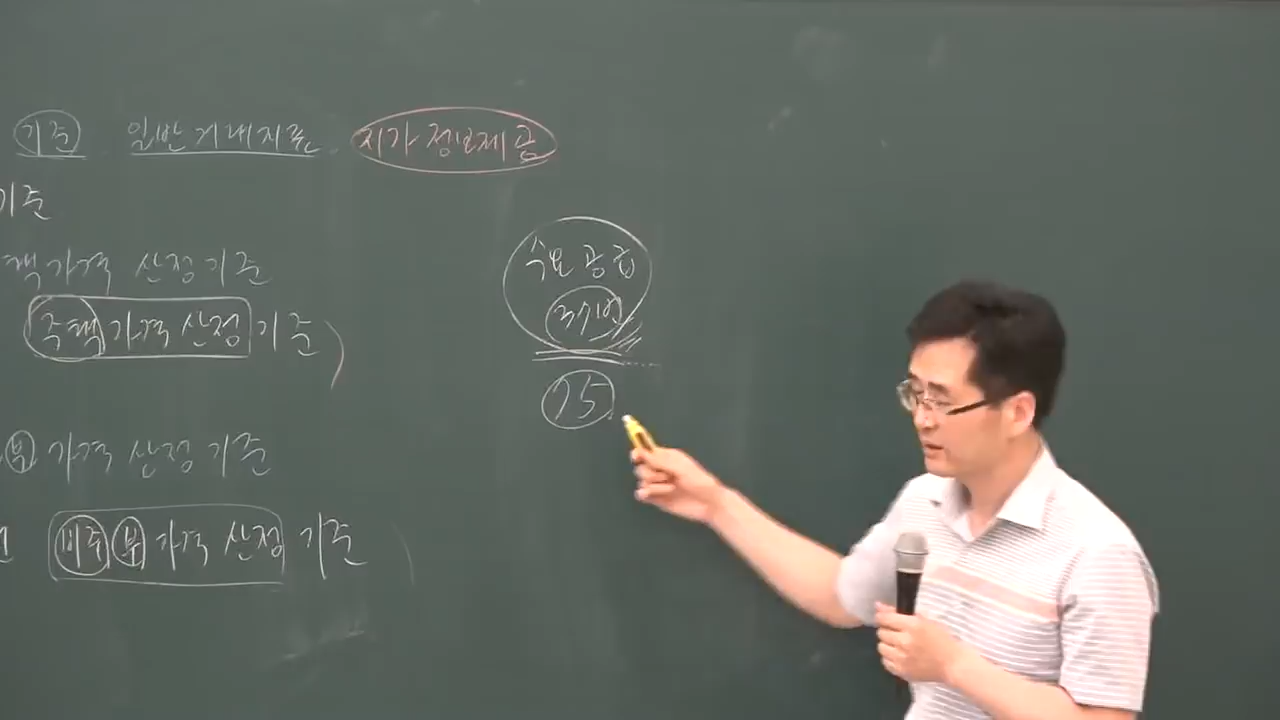 기준 일반거래지표 지가정보제공
기준
택가격 산정기준
주택가격산정 기준)
부 가격 산정 기준
비주부가격 산정 기준)
수요 공급
75